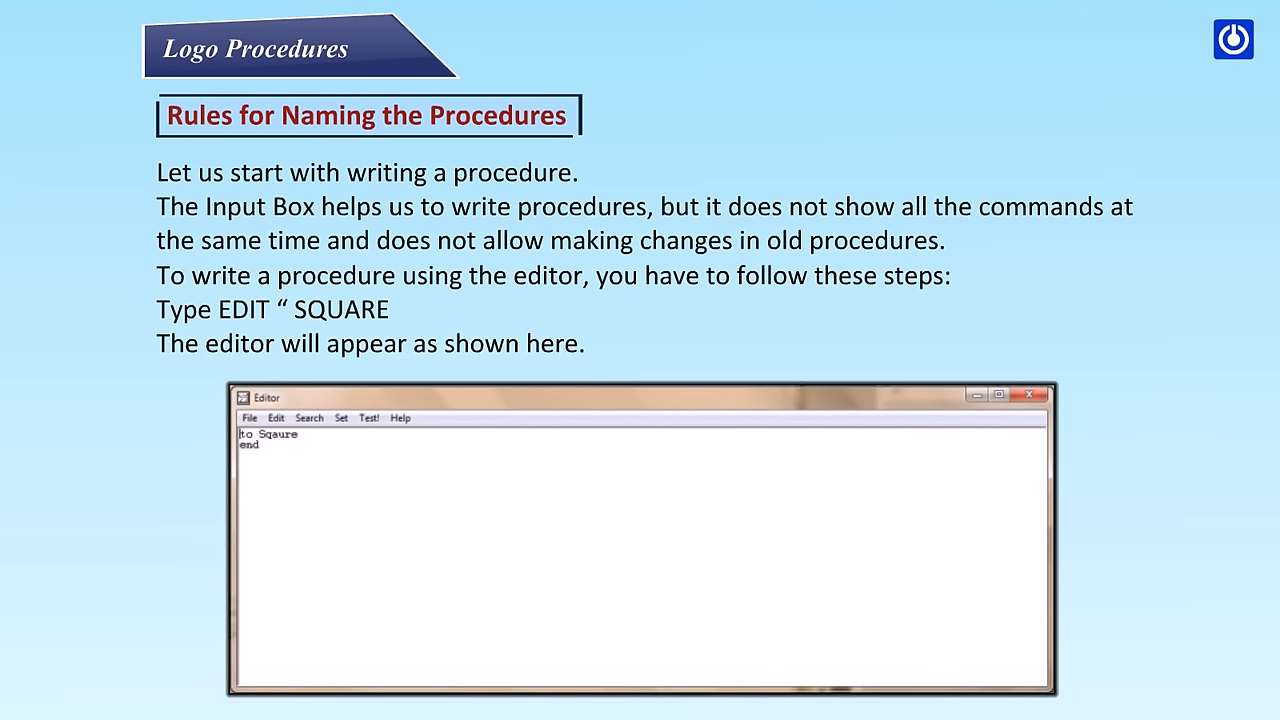 Logo Procedures
Rules for Naming the Procedures
Let us start with writing a procedure.
The Input Box helps us to write procedures, but it does not show all the commands at
the same time and does not allow making changes in old procedures.
To write a procedure using the editor, you have to follow these steps:
Type EDIT “ SQUARE
The editor will appear as shown here.
Editor
File Edit Search Set Test! Help
to Sqaure
end